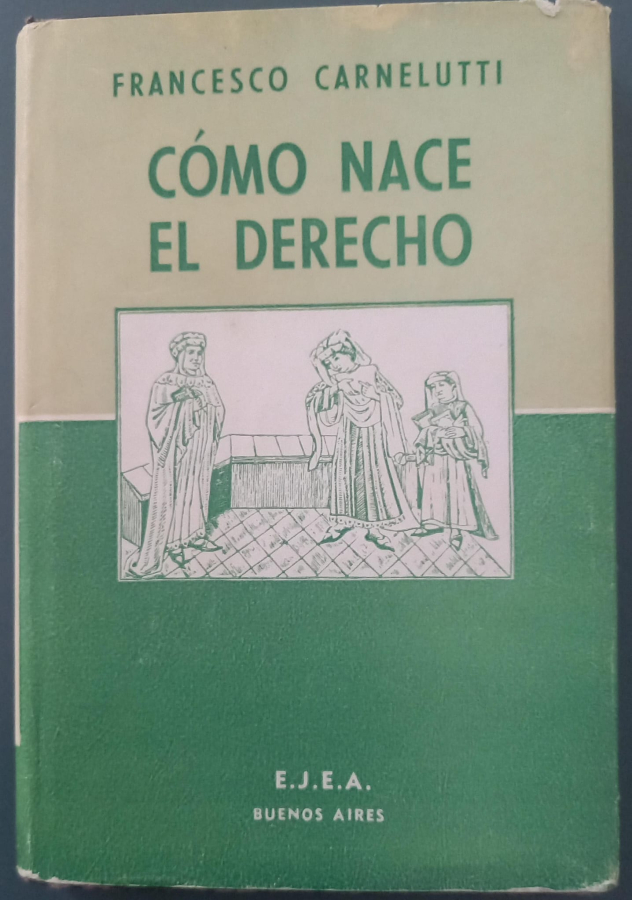 FRANCESCO CARNELUTTI
CÓMO NACE
EL DERECHO
E.J.E.A.
BUENOS AIRES